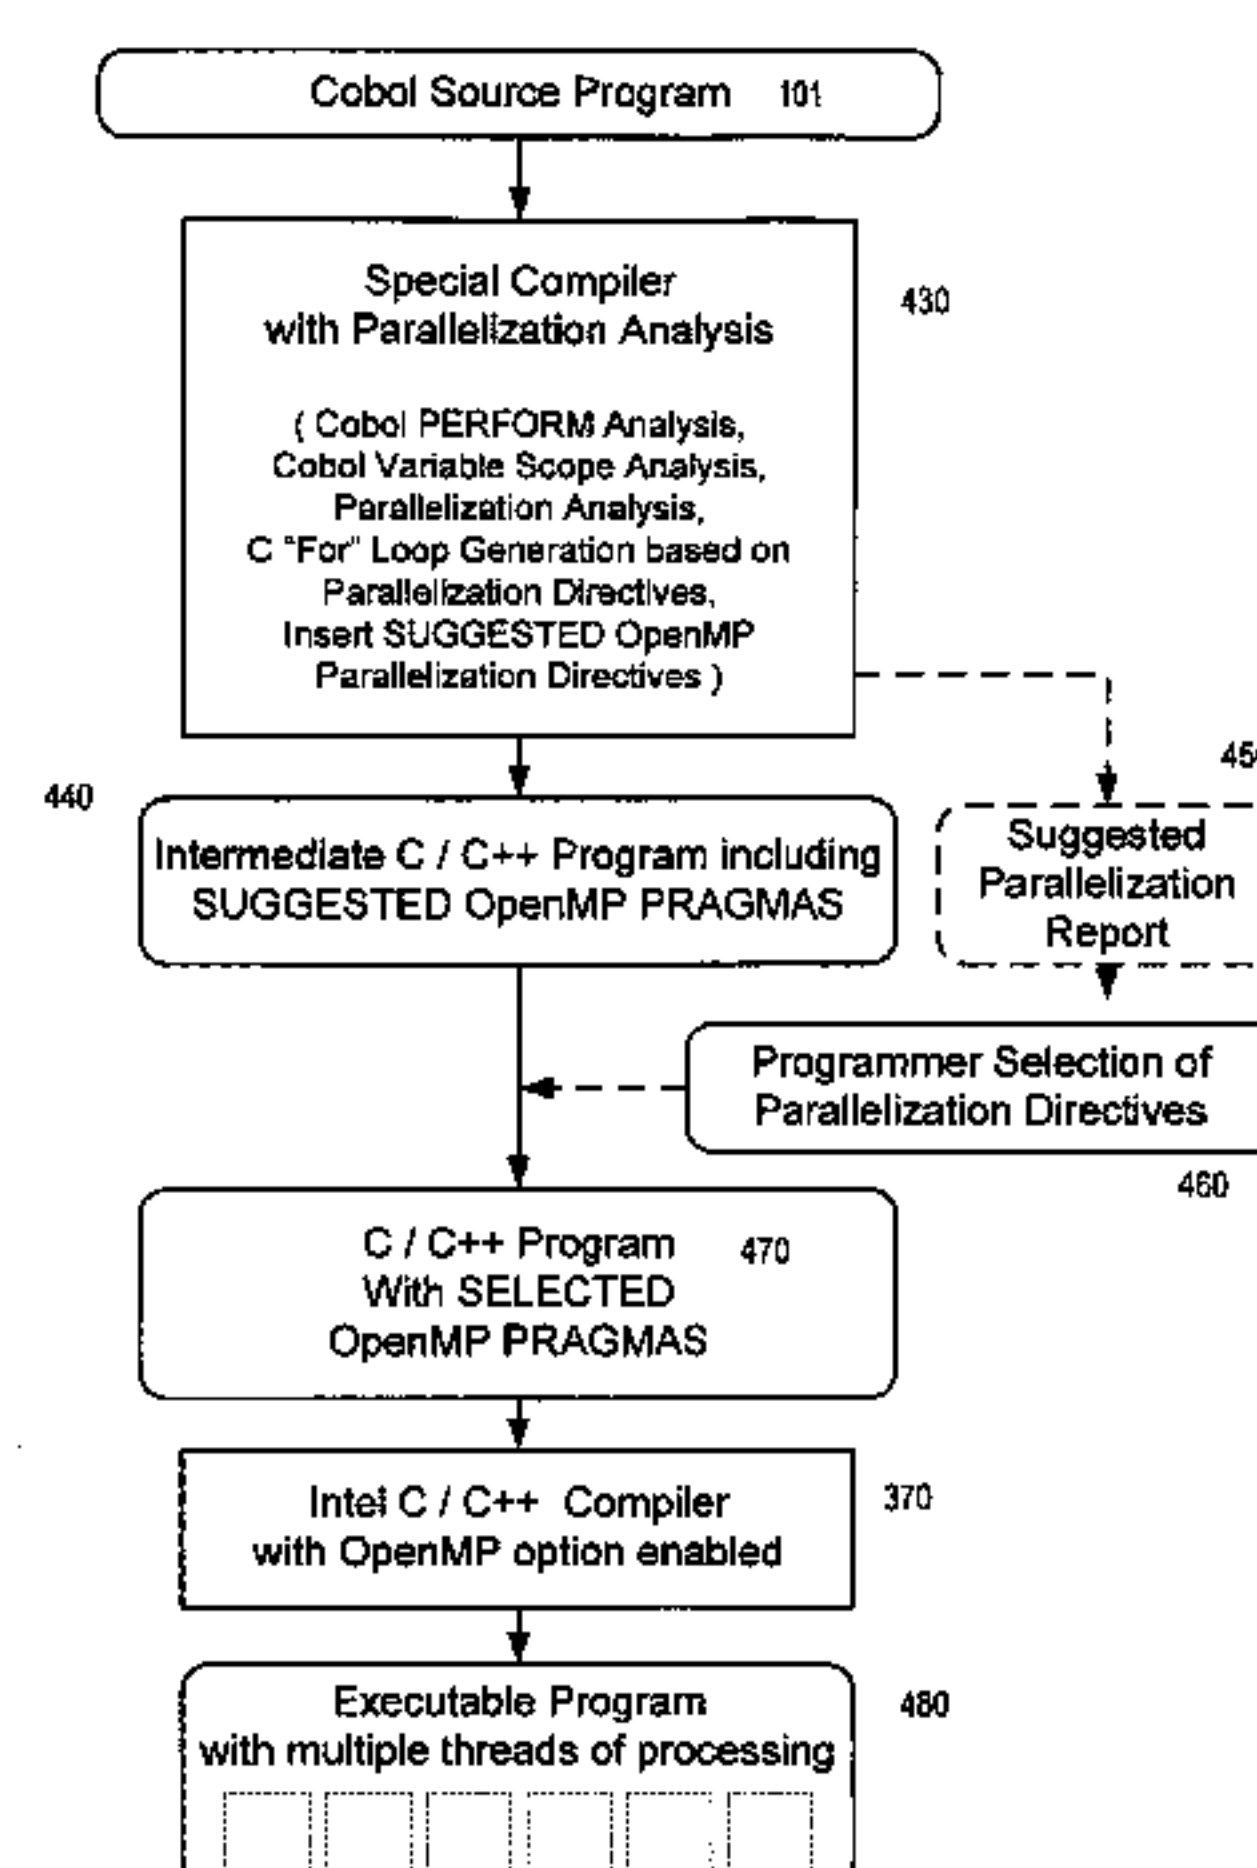 Cobol Source Program 101
Special Compiler
with Parallelization Analysis
430
( Cobol PERFORM Analysis,
Cobol Variable Scope Analysis,
Parallelization Analysis,
C "For" Loop Generation based on
Parallelization Directives,
Insert SUGGESTED OpenMP
Parallelization Directives )
440
Intermediate C / C++ Program including
SUGGESTED OpenMP PRAGMAS
Suggested
Parallelization
Report
Programmer Selection of
Parallelization Directives
460
C / C++ Program 470
With SELECTED
OpenMP PRAGMAS
Intel C / C++ Compiler
with OpenMP option enabled
370
Executable Program
with multiple threads of processing
480